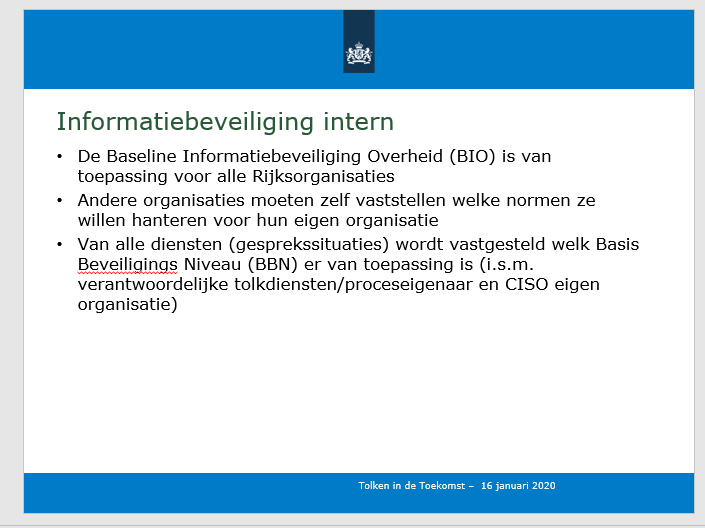 Informatiebeveiliging intern
• De Baseline Informatiebeveiliging Overheid (BIO) is van
toepassing voor alle Rijksorganisaties
• Andere organisaties moeten zelf vaststellen welke normen ze
willen hanteren voor hun eigen organisatie
• Van alle diensten (gesprekssituaties) wordt vastgesteld welk Basis
Beveiligings Niveau (BBN) er van toepassing is (i.s.m.
verantwoordelijke tolkdiensten/proceseigenaar en CISO eigen
organisatie)
Tolken in de Toekomst – 16 januari 2020